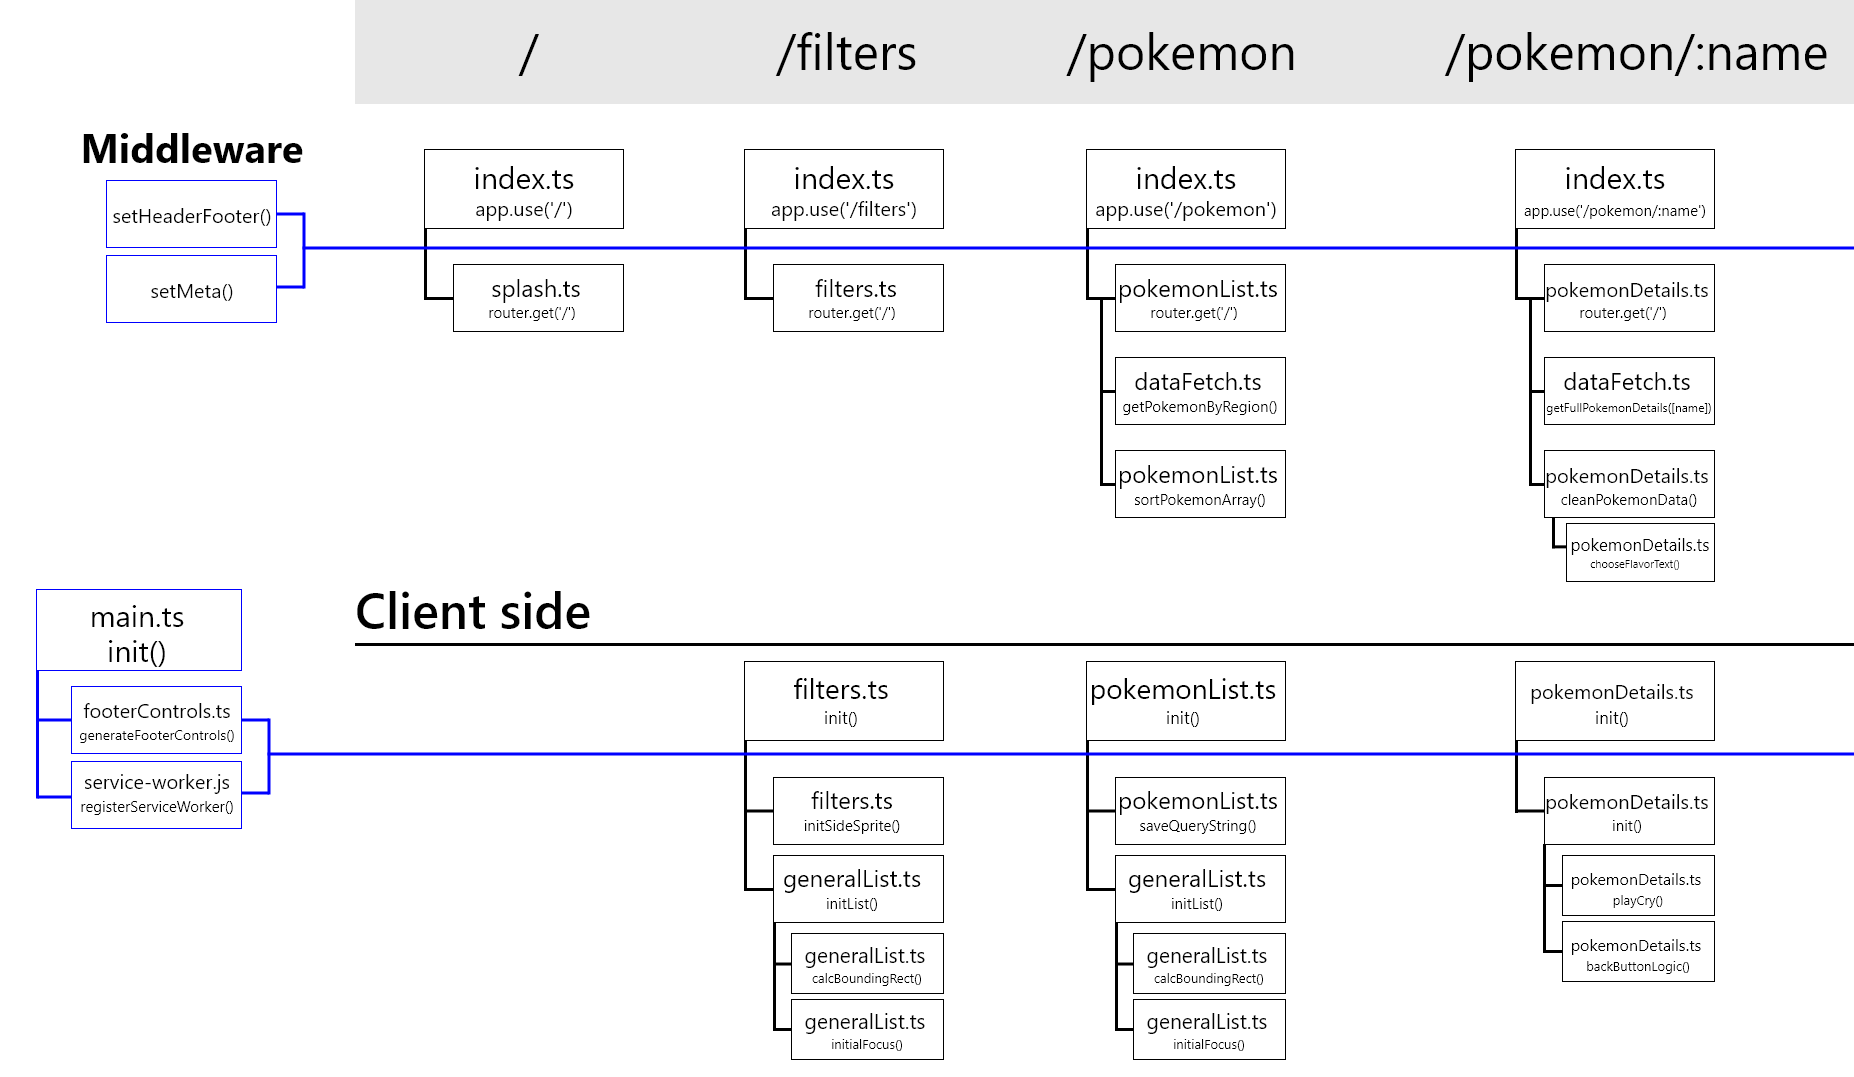 /
/filters
/pokemon
/pokemon/:name
Middleware
setHeaderFooter()
setMeta()
index.ts
app.use('/')
splash.ts
router.get('/')
index.ts
app.use('/filters')
filters.ts
router.get('/')
index.ts
app.use('/pokemon')
pokemonList.ts
router.get('/')
dataFetch.ts
getPokemonByRegion()
pokemonList.ts
sortPokemonArray()
index.ts
app.use('/pokemon/:name')
pokemonDetails.ts
router.get('/')
dataFetch.ts
getFullPokemonDetails([name])
pokemonDetails.ts
cleanPokemonData()
pokemonDetails.ts
chooseFlavorText()
Client side
main.ts
init()
footerControls.ts
generateFooterControls()
service-worker.js
registerServiceWorker()
filters.ts
init()
filters.ts
initSideSprite()
generalList.ts
initList()
generalList.ts
calcBoundingRect()
generalList.ts
initialFocus()
pokemonList.ts
init()
pokemonList.ts
saveQueryString()
generalList.ts
initList()
generalList.ts
calcBoundingRect()
generalList.ts
initialFocus()
pokemonDetails.ts
init()
pokemonDetails.ts
init()
pokemonDetails.ts
playCry()
pokemonDetails.ts
backButtonLogic()